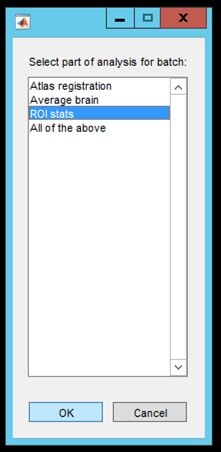 Select part of analysis for batch:
Atlas registration
Average brain
ROI stats
All of the above
OK
Cancel